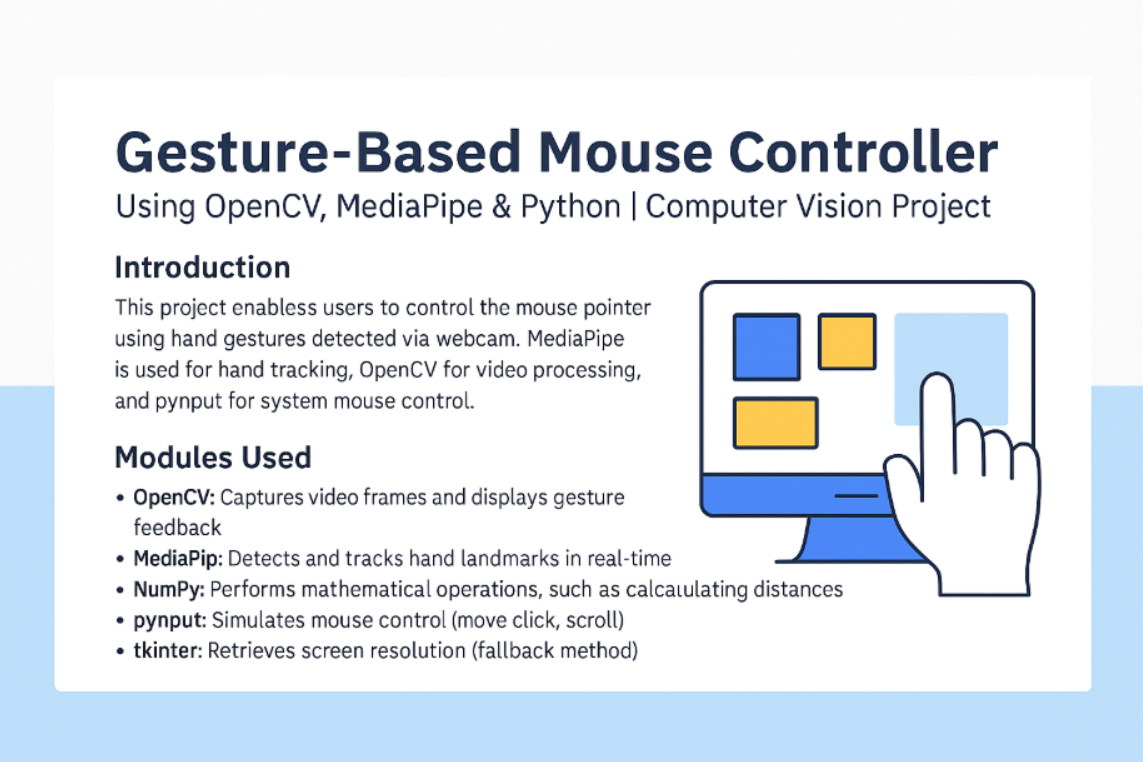 Gesture-Based Mouse Controller
Using OpenCV, MediaPipe & Python | Computer Vision Project
Introduction
This project enabless users to control the mouse pointer
using hand gestures detected via webcam. MediaPipe
is used for hand tracking, OpenCV for video processing,
and pynput for system mouse control.
Modules Used
• OpenCV: Captures video frames and displays gesture
feedback
• MediaPip: Detects and tracks hand landmarks in real-time
• NumPy: Performs mathematical operations, such as calcaulating distances
• pynput: Simulates mouse control (move click, scroll)
• tkinter: Retrieves screen resolution (fallback method)